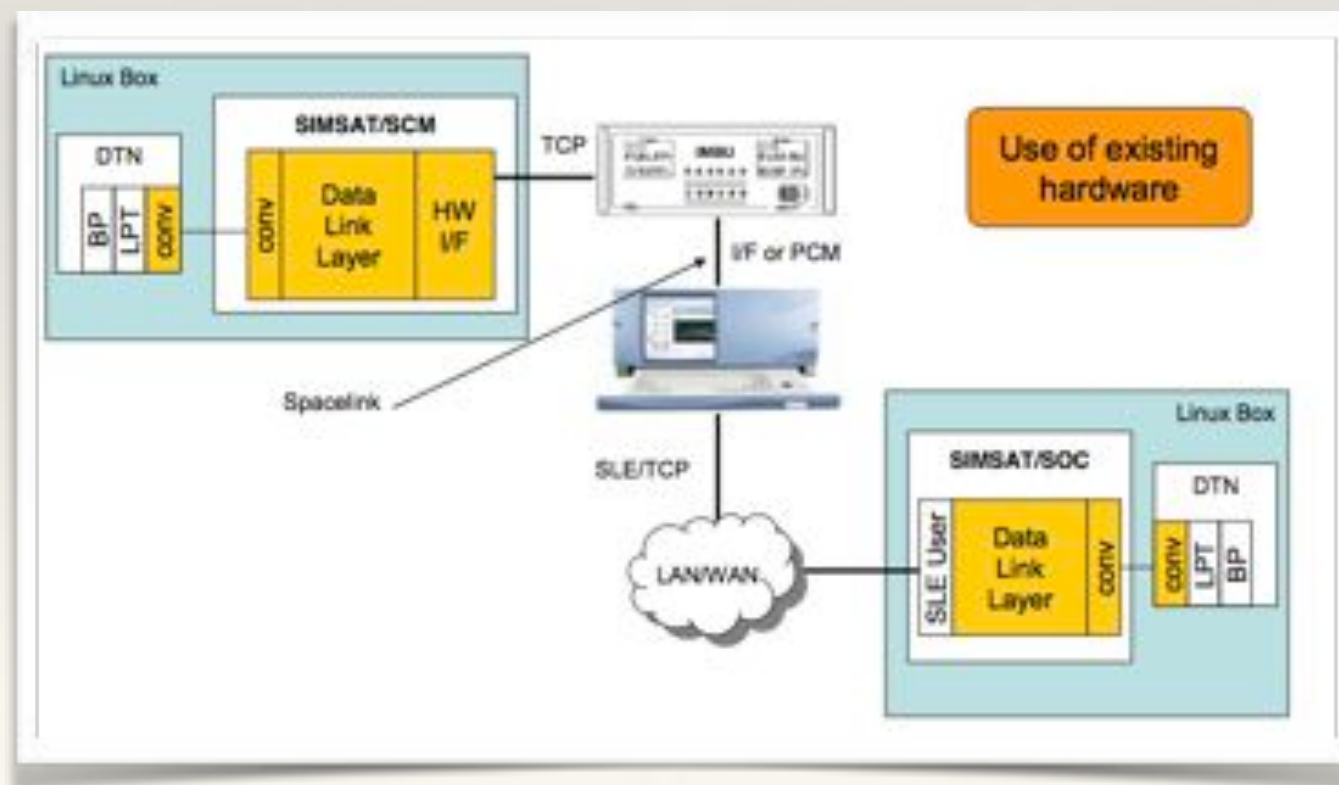 Linux Box
SIMSAT/SCM
DTN
BP
LPT
conv
conv
Data
Link
Layer
HW
I/F
TCP
IMBU
Use of existing
hardware
I/F or PCM
Spacelink
SLE/TCP
LAN/WAN
Linux Box
SIMSAT/SOC
SLE User
Data
Link
Layer
conv
DTN
conv
LPT
BP